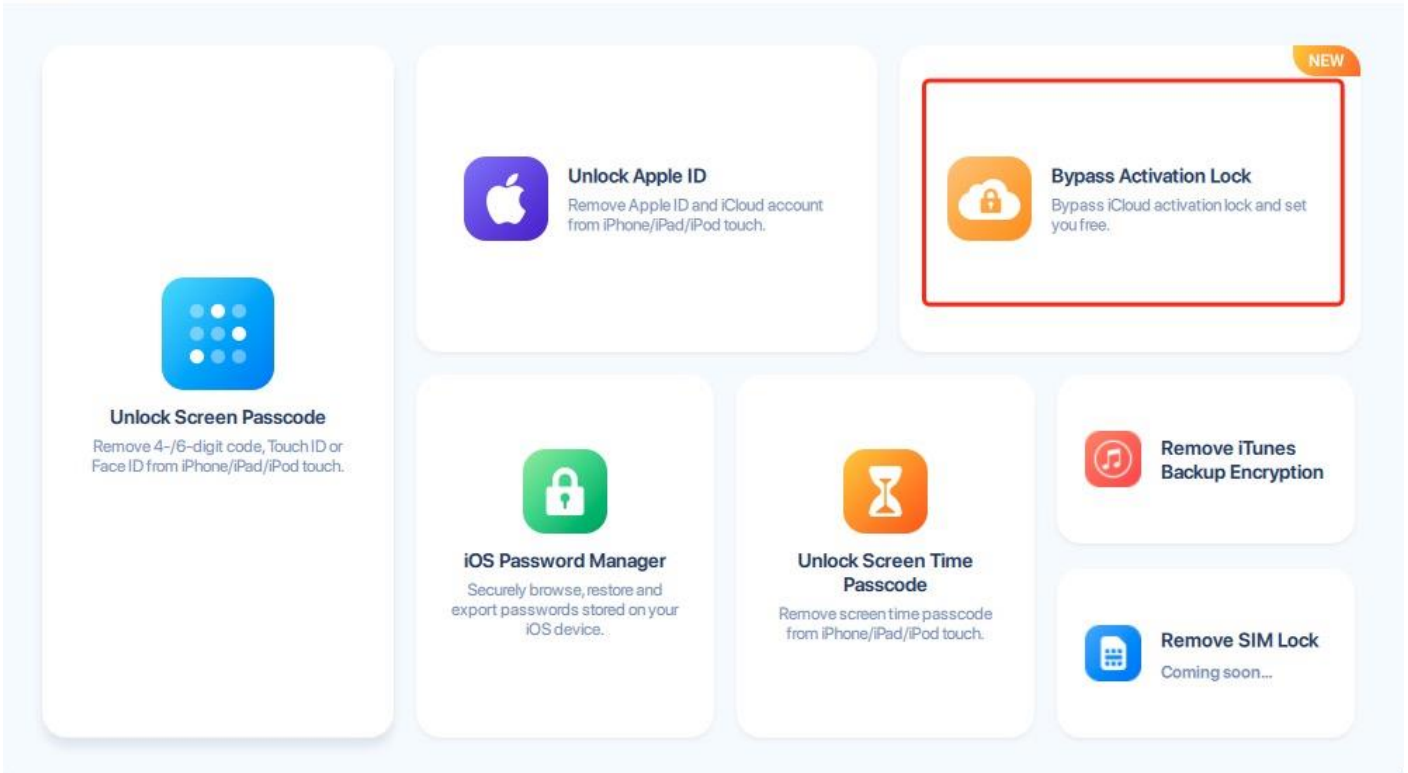 NEW
Unlock Apple ID
Remove Apple ID and iCloud account
from iPhone/iPad/iPod touch.
Bypass Activation Lock
Bypass iCloud activation lock and set
you free.
Unlock Screen Passcode
Remove 4-/6-digit code, Touch ID or
Face ID from iPhone/iPad/iPod touch.
iOS Password Manager
Securely browse, restore and
export passwords stored on your
iOS device.
Unlock Screen Time
Passcode
Remove screen time passcode
from iPhone/iPad/iPod touch.
Remove iTunes
Backup Encryption
Remove SIM Lock
Coming soon...